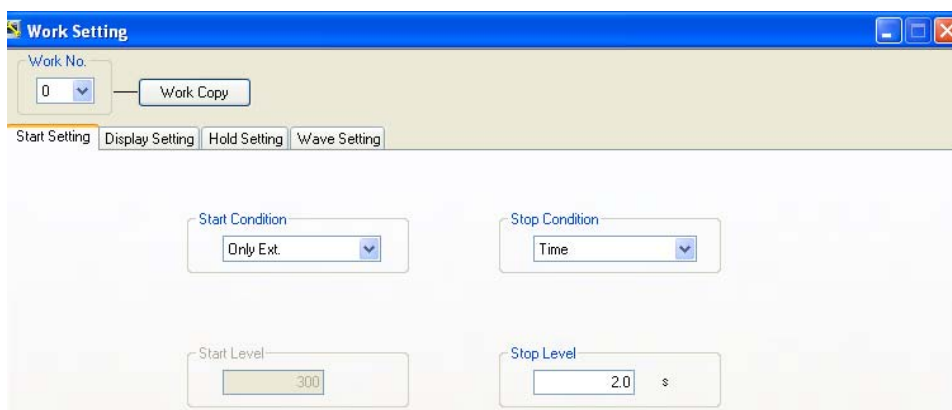 Work Setting
Work No.
0
Work Copy
Start Setting Display Setting Hold Setting Wave Setting
Start Condition Stop Condition
Only Ext. Time
Start Level Stop Level
300 2.0 s